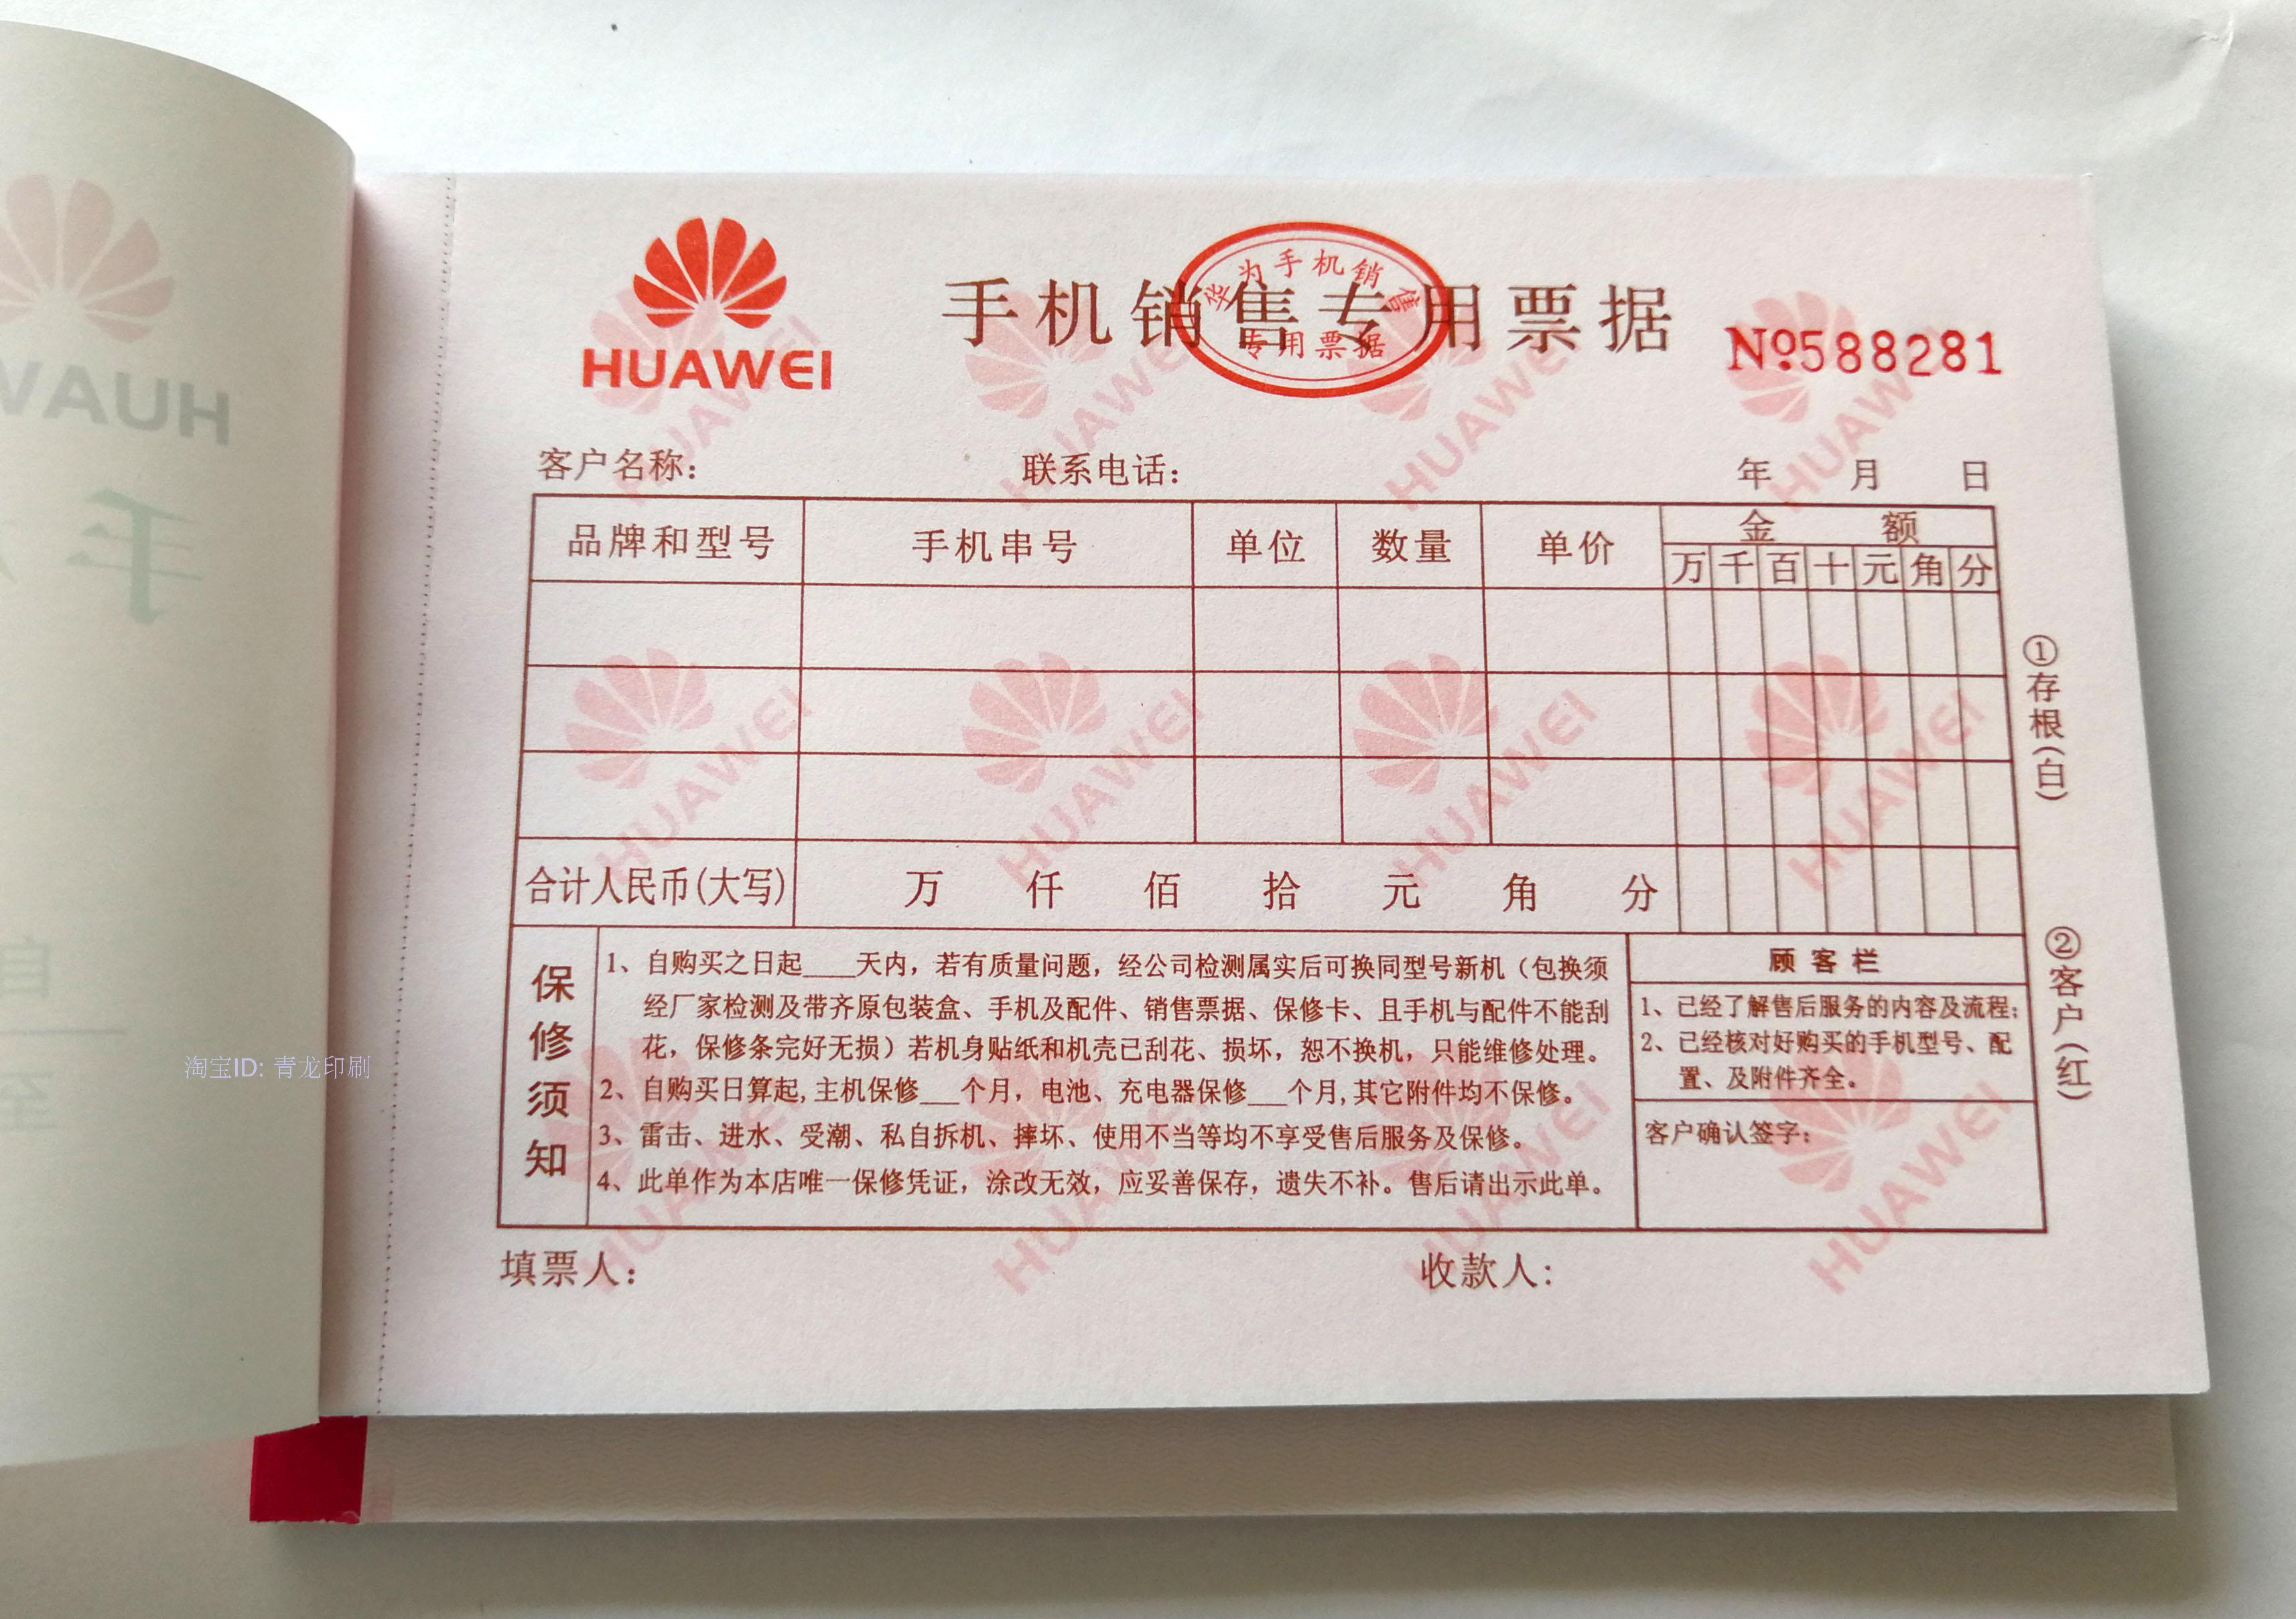 HUAWEI
手机销售专用票据
华为手机销售
专用票据
№588281
客户名称： 联系电话： 年 月 日
品牌和型号 手机串号 单位 数量 单价 金额
万 千 百 十 元 角 分
合计人民币(大写) 万 仟 佰 拾 元 角 分
保修须知
1、自购买之日起____天内，若有质量问题，经公司检测属实后可换同型号新机（包换须
经厂家检测及带齐原包装盒、手机及配件、销售票据、保修卡、且手机与配件不能刮
花，保修条完好无损）若机身贴纸和机壳已刮花、损坏，恕不换机，只能维修处理。
2、自购买日算起,主机保修___个月，电池、充电器保修___个月,其它附件均不保修。
3、雷击、进水、受潮、私自拆机、摔坏、使用不当等均不享受售后服务及保修。
4、此单作为本店唯一保修凭证，涂改无效，应妥善保存，遗失不补。售后请出示此单。
顾客栏
1、已经了解售后服务的内容及流程；
2、已经核对好购买的手机型号、配
置、及附件齐全。
客户确认签字：
填票人： 收款人：
①存根（白）
②客户（红）
HUAWEI
HUAWEI
HUAWEI
HUAWEI
HUAWEI
HUAWEI
HUAWEI
HUAWEI
HUAWEI
HUAWEI
HUAWEI
HUAWEI
淘宝ID: 青龙印刷